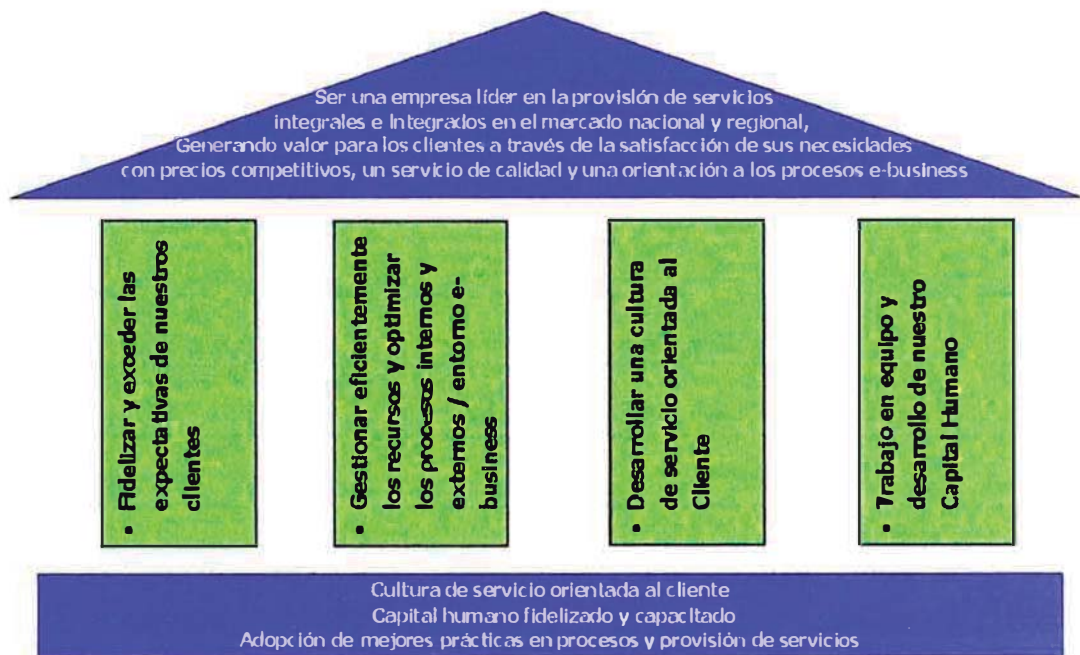 Ser una empresa líder en la provisión de servicios
integrales e Integrados en el mercado nacional y regional,
Generando valor para los clientes a través de la satisfacción de sus necesidades
con precios competitivos, un servicio de calidad y una orientación a los procesos e-business
• Fidelizar y exceder las
expectativas de nuestros
clientes
• Gestionar eficientemente
los recursos y optimizar
los procesos internos y
externos / entorno e-
business
• Desarrollar una cultura
de servicio orientada al
Cliente
• Trabajo en equipo y
desarrollo de nuestro
Capital Humano
Cultura de servicio orientada al cliente
Capital humano fidelizado y capacitado
Adopción de mejores prácticas en procesos y provisión de servicios